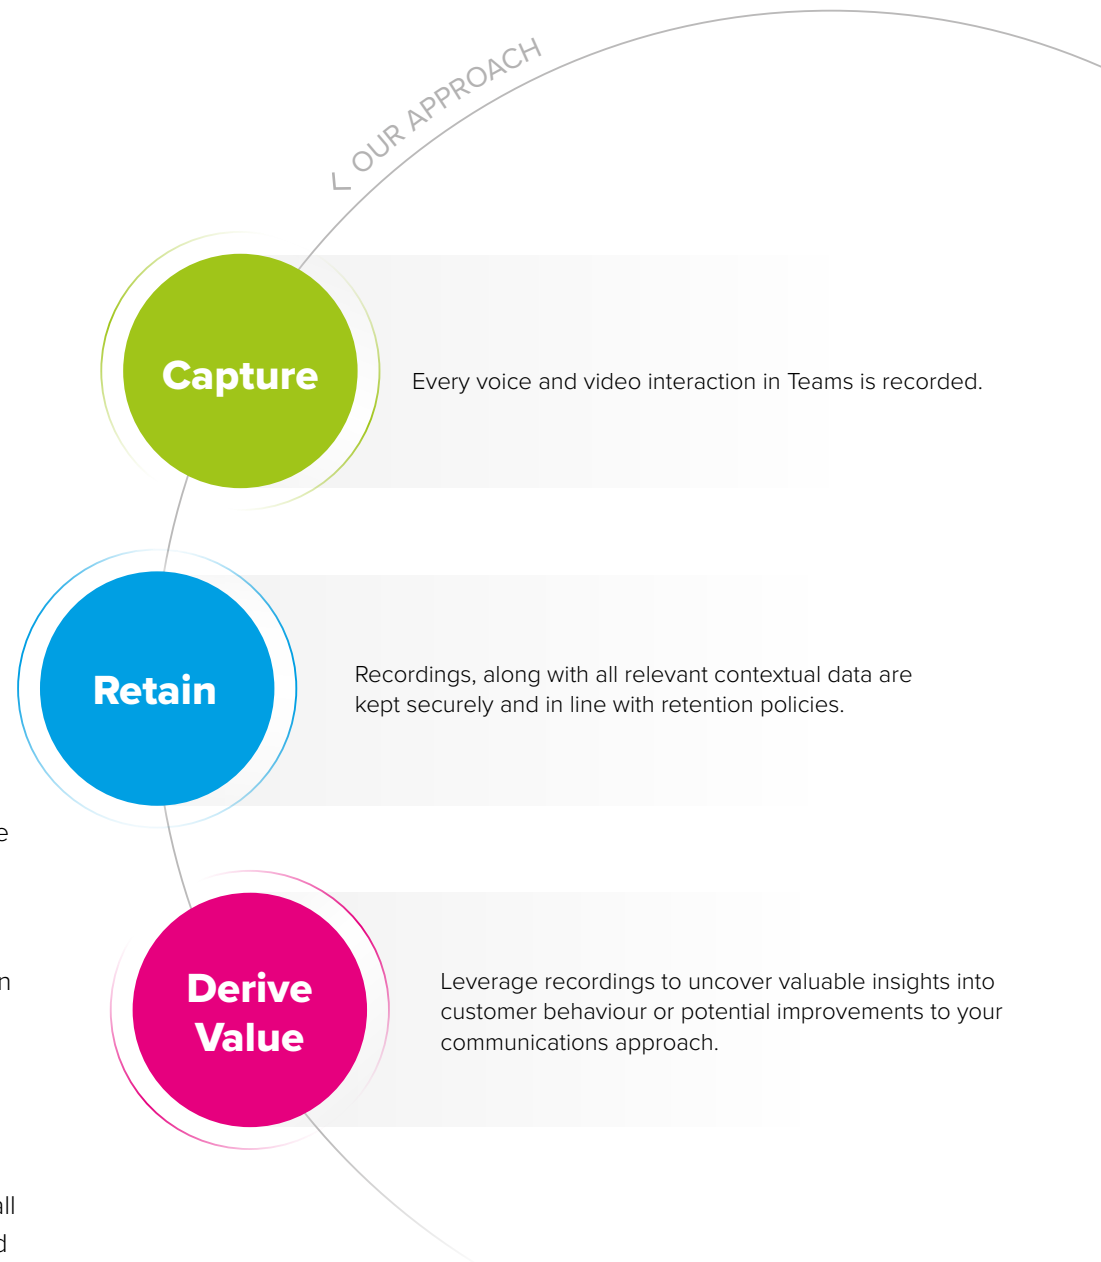 OUR APPROACH
Capture
Every voice and video interaction in Teams is recorded.
Retain
Recordings, along with all relevant contextual data are
kept securely and in line with retention policies.
Derive
Value
Leverage recordings to uncover valuable insights into
customer behaviour or potential improvements to your
communications approach.